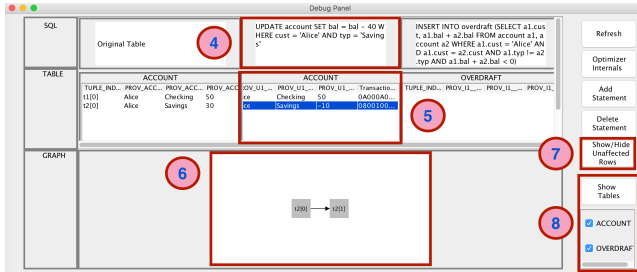 Debug Panel
SQL
Original Table
4
UPDATE account SET bal = bal - 40 W
HERE cust = 'Alice' AND typ = 'Saving
s'
INSERT INTO overdraft (SELECT a1.cus
t, a1.bal + a2.bal FROM account a1, a
ccount a2 WHERE a1.cust = 'Alice' AN
D a1.cust = a2.cust AND a1.typ != a2
.typ AND a1.bal + a2.bal < 0)
Refresh
Optimizer
Internals
Add
Statement
Delete
Statement
7
Show/Hide
Unaffected
Rows
Show
Tables
8
ACCOUNT
OVERDRAF
TABLE
ACCOUNT
TUPLE_IND... PROV_ACC... PROV_ACC... PROV_ACC...
t1[0] Alice Checking 50
t2[0] Alice Savings 30
ACCOUNT
PROV_U1_... PROV_U1_... PROV_U1_... Transactio...
ce Checking 50 0A000A0...
ce Savings -10 0800100...
5
OVERDRAFT
TUPLE_IND... PROV_I1__... PROV_I1__... PROV_I1_
GRAPH
6
t2[0] t2[1]